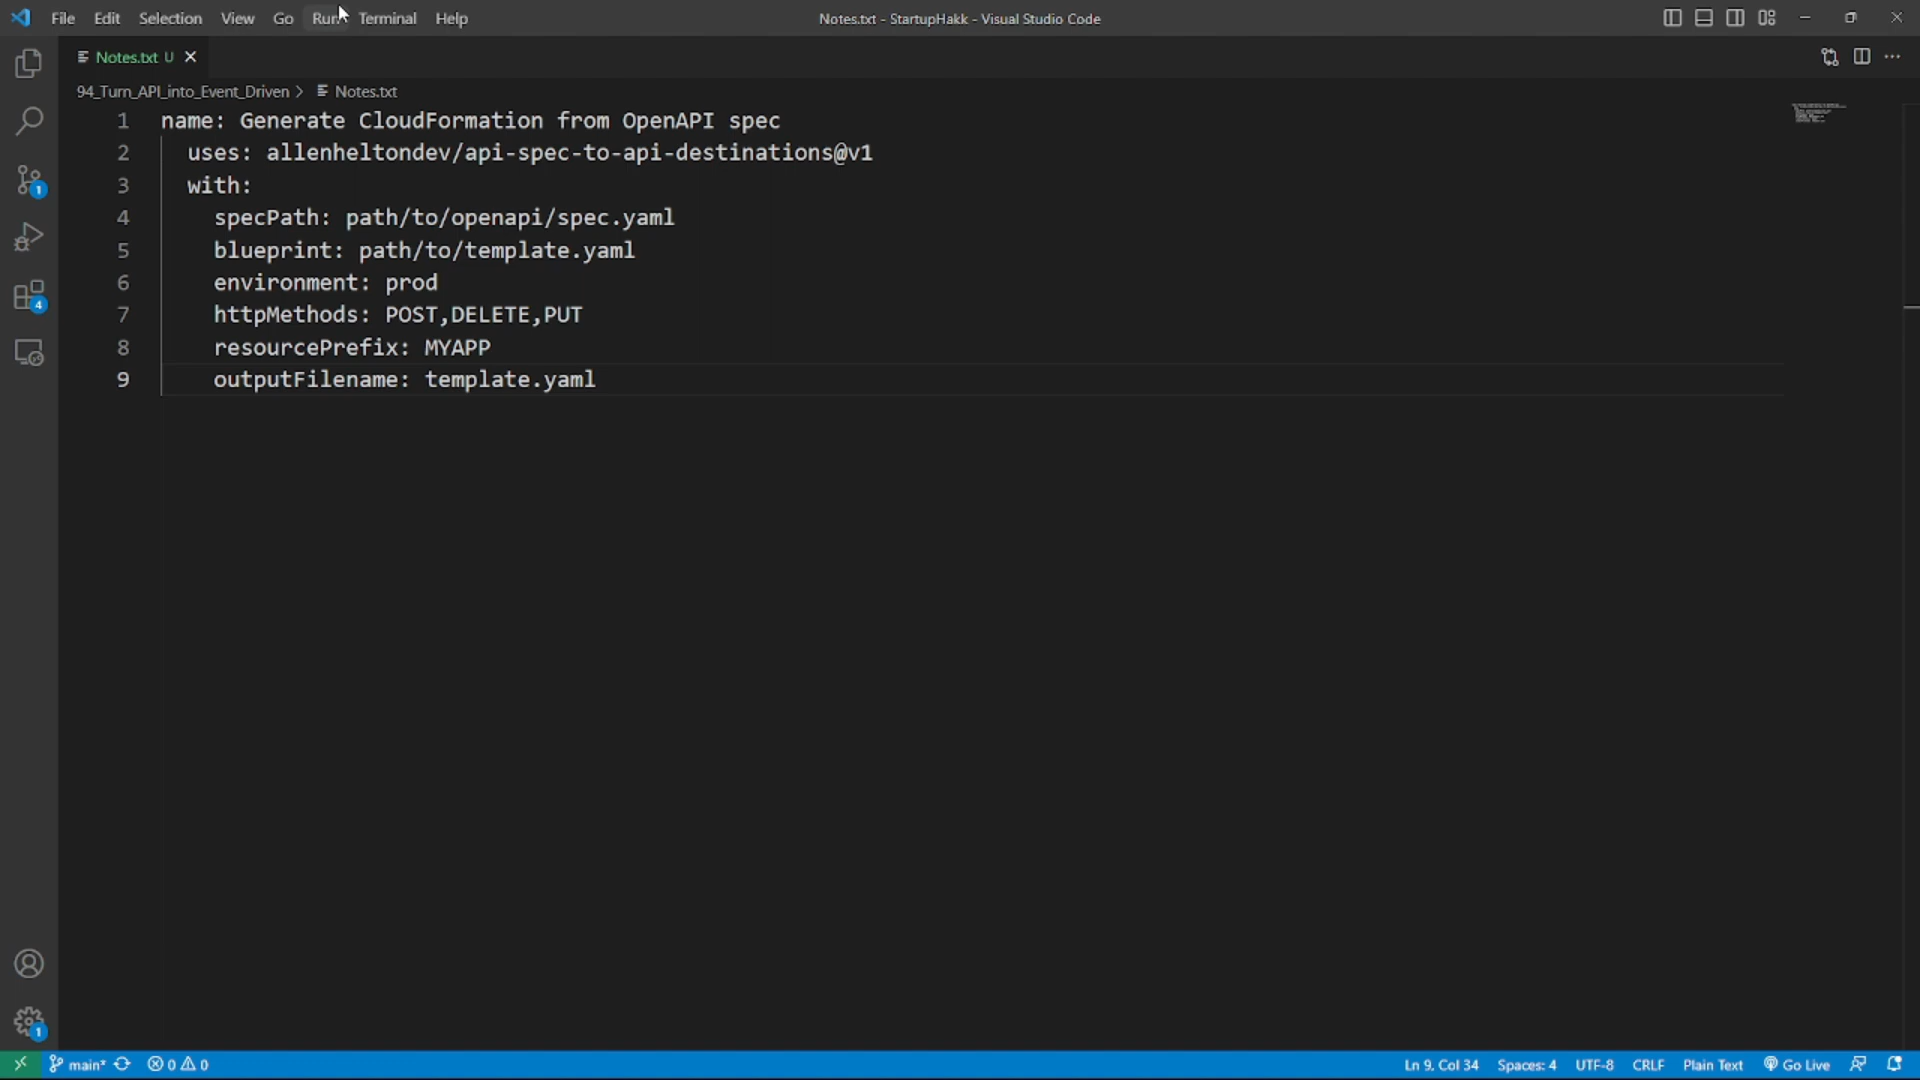 File Edit Selection View Go Run Terminal Help Notes.txt - StartupHakk - Visual Studio Code
Notes.txt U
94_Turn_API_into_Event_Driven > Notes.txt
1 name: Generate CloudFormation from OpenAPI spec
2 uses: allenheltondev/api-spec-to-api-destinations@v1
3 with:
4 specPath: path/to/openapi/spec.yaml
5 blueprint: path/to/template.yaml
6 environment: prod
7 httpMethods: POST,DELETE,PUT
8 resourcePrefix: MYAPP
9 outputFilename: template.yaml
1
4
1
main* 0 0 Ln 9, Col 34 Spaces: 4 UTF-8 CRLF Plain Text Go Live